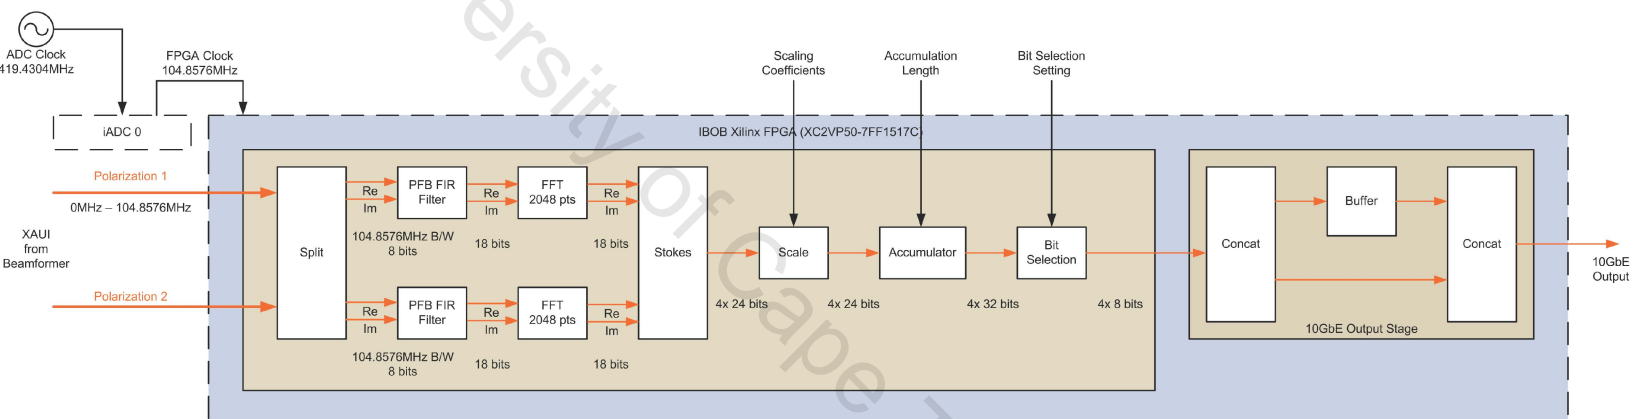 ADC Clock
419.4304MHz
FPGA Clock
104.8576MHz
iADC 0
Scaling
Coefficients
Accumulation
Length
Bit Selection
Setting
IBOB Xilinx FPGA (XC2VP50-7FF1517C)
Polarization 1
0MHz – 104.8576MHz
XAUI
from
Beamformer
Polarization 2
Split
Re
Im
PFB FIR
Filter
104.8576MHz B/W
8 bits
Re
Im
18 bits
FFT
2048 pts
Re
Im
18 bits
Re
Im
PFB FIR
Filter
104.8576MHz B/W
8 bits
Re
Im
18 bits
FFT
2048 pts
Re
Im
18 bits
Stokes
4x 24 bits
Scale
4x 24 bits
Accumulator
4x 32 bits
Bit
Selection
4x 8 bits
Concat
Buffer
Concat
10GbE Output Stage
10GbE
Output
ersity of Cape T